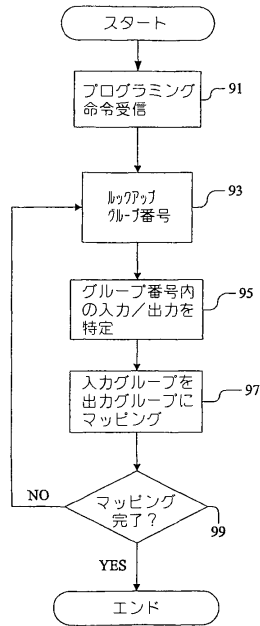 スタート
プログラミング
命令受信
91
ルックアップ
グループ番号
93
グループ番号内
の入力/出力を
特定
95
入力グループを
出力グループに
マッピング
97
マッピング
完了?
99
NO
YES
エンド